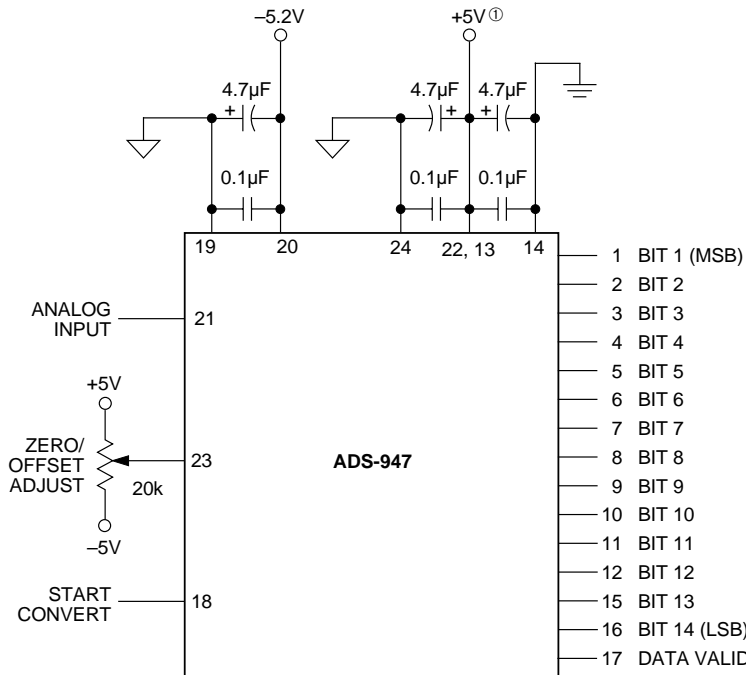 –5.2V
+5V ①
4.7µF
+
4.7µF
+
4.7µF
+
0.1µF
0.1µF
0.1µF
19
20
24
22, 13
14
ANALOG
INPUT
21
+5V
ZERO/
OFFSET
ADJUST
20k
23
–5V
START
CONVERT
18
ADS-947
1 BIT 1 (MSB)
2 BIT 2
3 BIT 3
4 BIT 4
5 BIT 5
6 BIT 6
7 BIT 7
8 BIT 8
9 BIT 9
10 BIT 10
11 BIT 11
12 BIT 12
15 BIT 13
16 BIT 14 (LSB)
17 DATA VALID